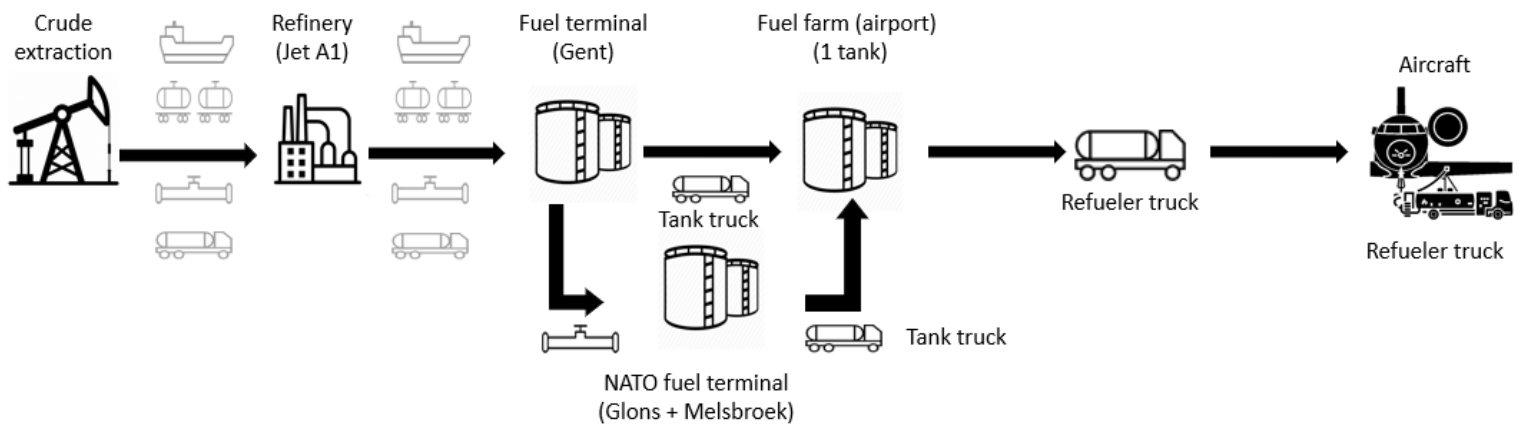 Crude
extraction
Refinery
(Jet A1)
Fuel terminal
(Gent)
Fuel farm (airport)
(1 tank)
Aircraft
Tank truck
Refueler truck
Refueler truck
Tank truck
NATO fuel terminal
(Glons + Melsbroek)